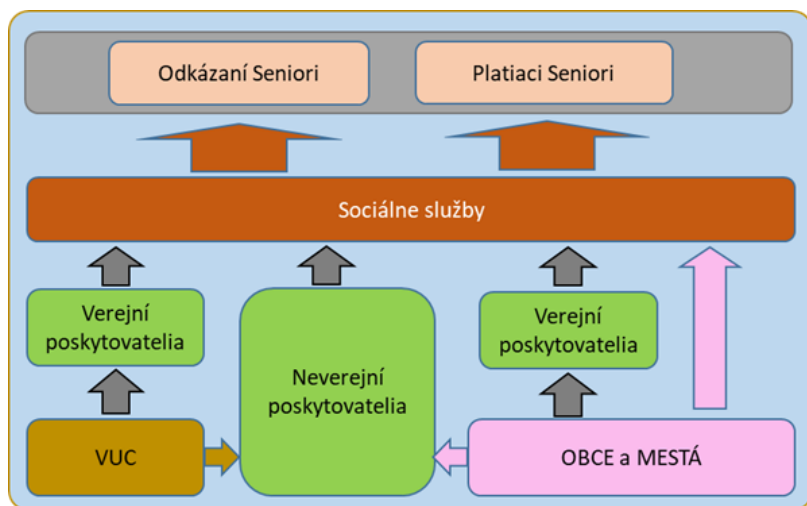 Odkázaní Seniori
Platiaci Seniori
Sociálne služby
Verejní
poskytovatelia
Neverejní
poskytovatelia
Verejní
poskytovatelia
VUC
OBCE a MESTÁ